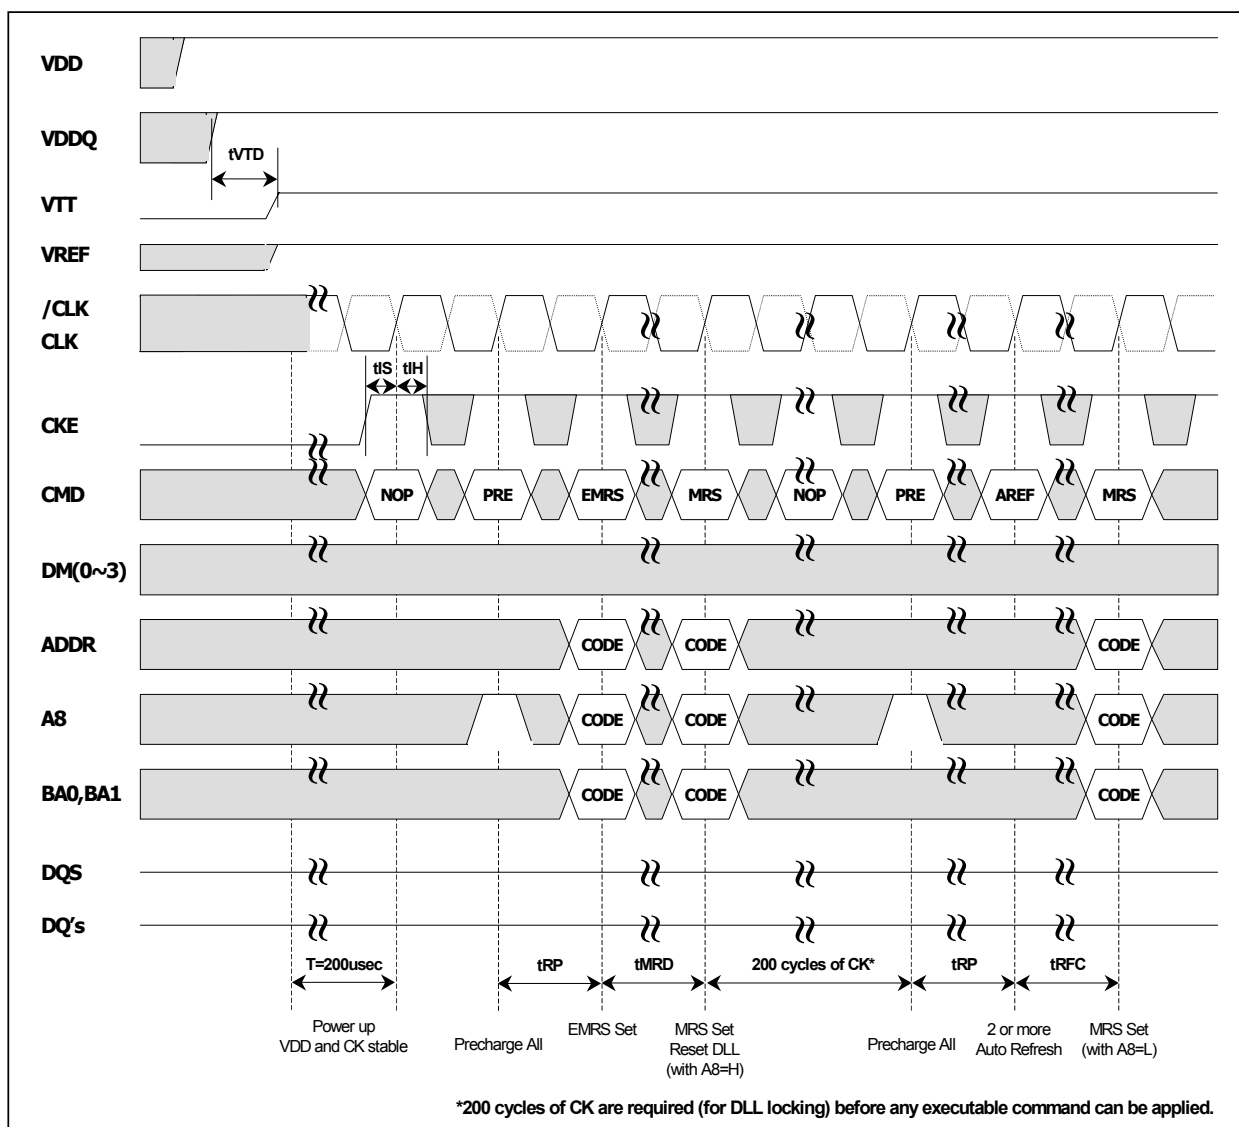 VDD
VDDQ
tVTD
VTT
VREF
/CLK
CLK
tIS tIH
CKE
CMD NOP PRE EMRS MRS NOP PRE AREF MRS
DM(0~3)
ADDR CODE CODE CODE
A8 CODE CODE CODE
BA0,BA1 CODE CODE CODE
DQS
DQ's
T=200usec tRP tMRD 200 cycles of CK* tRP tRFC
Power up
VDD and CK stable
Precharge All
EMRS Set
MRS Set
Reset DLL
(with A8=H)
Precharge All
2 or more
Auto Refresh
MRS Set
(with A8=L)
*200 cycles of CK are required (for DLL locking) before any executable command can be applied.